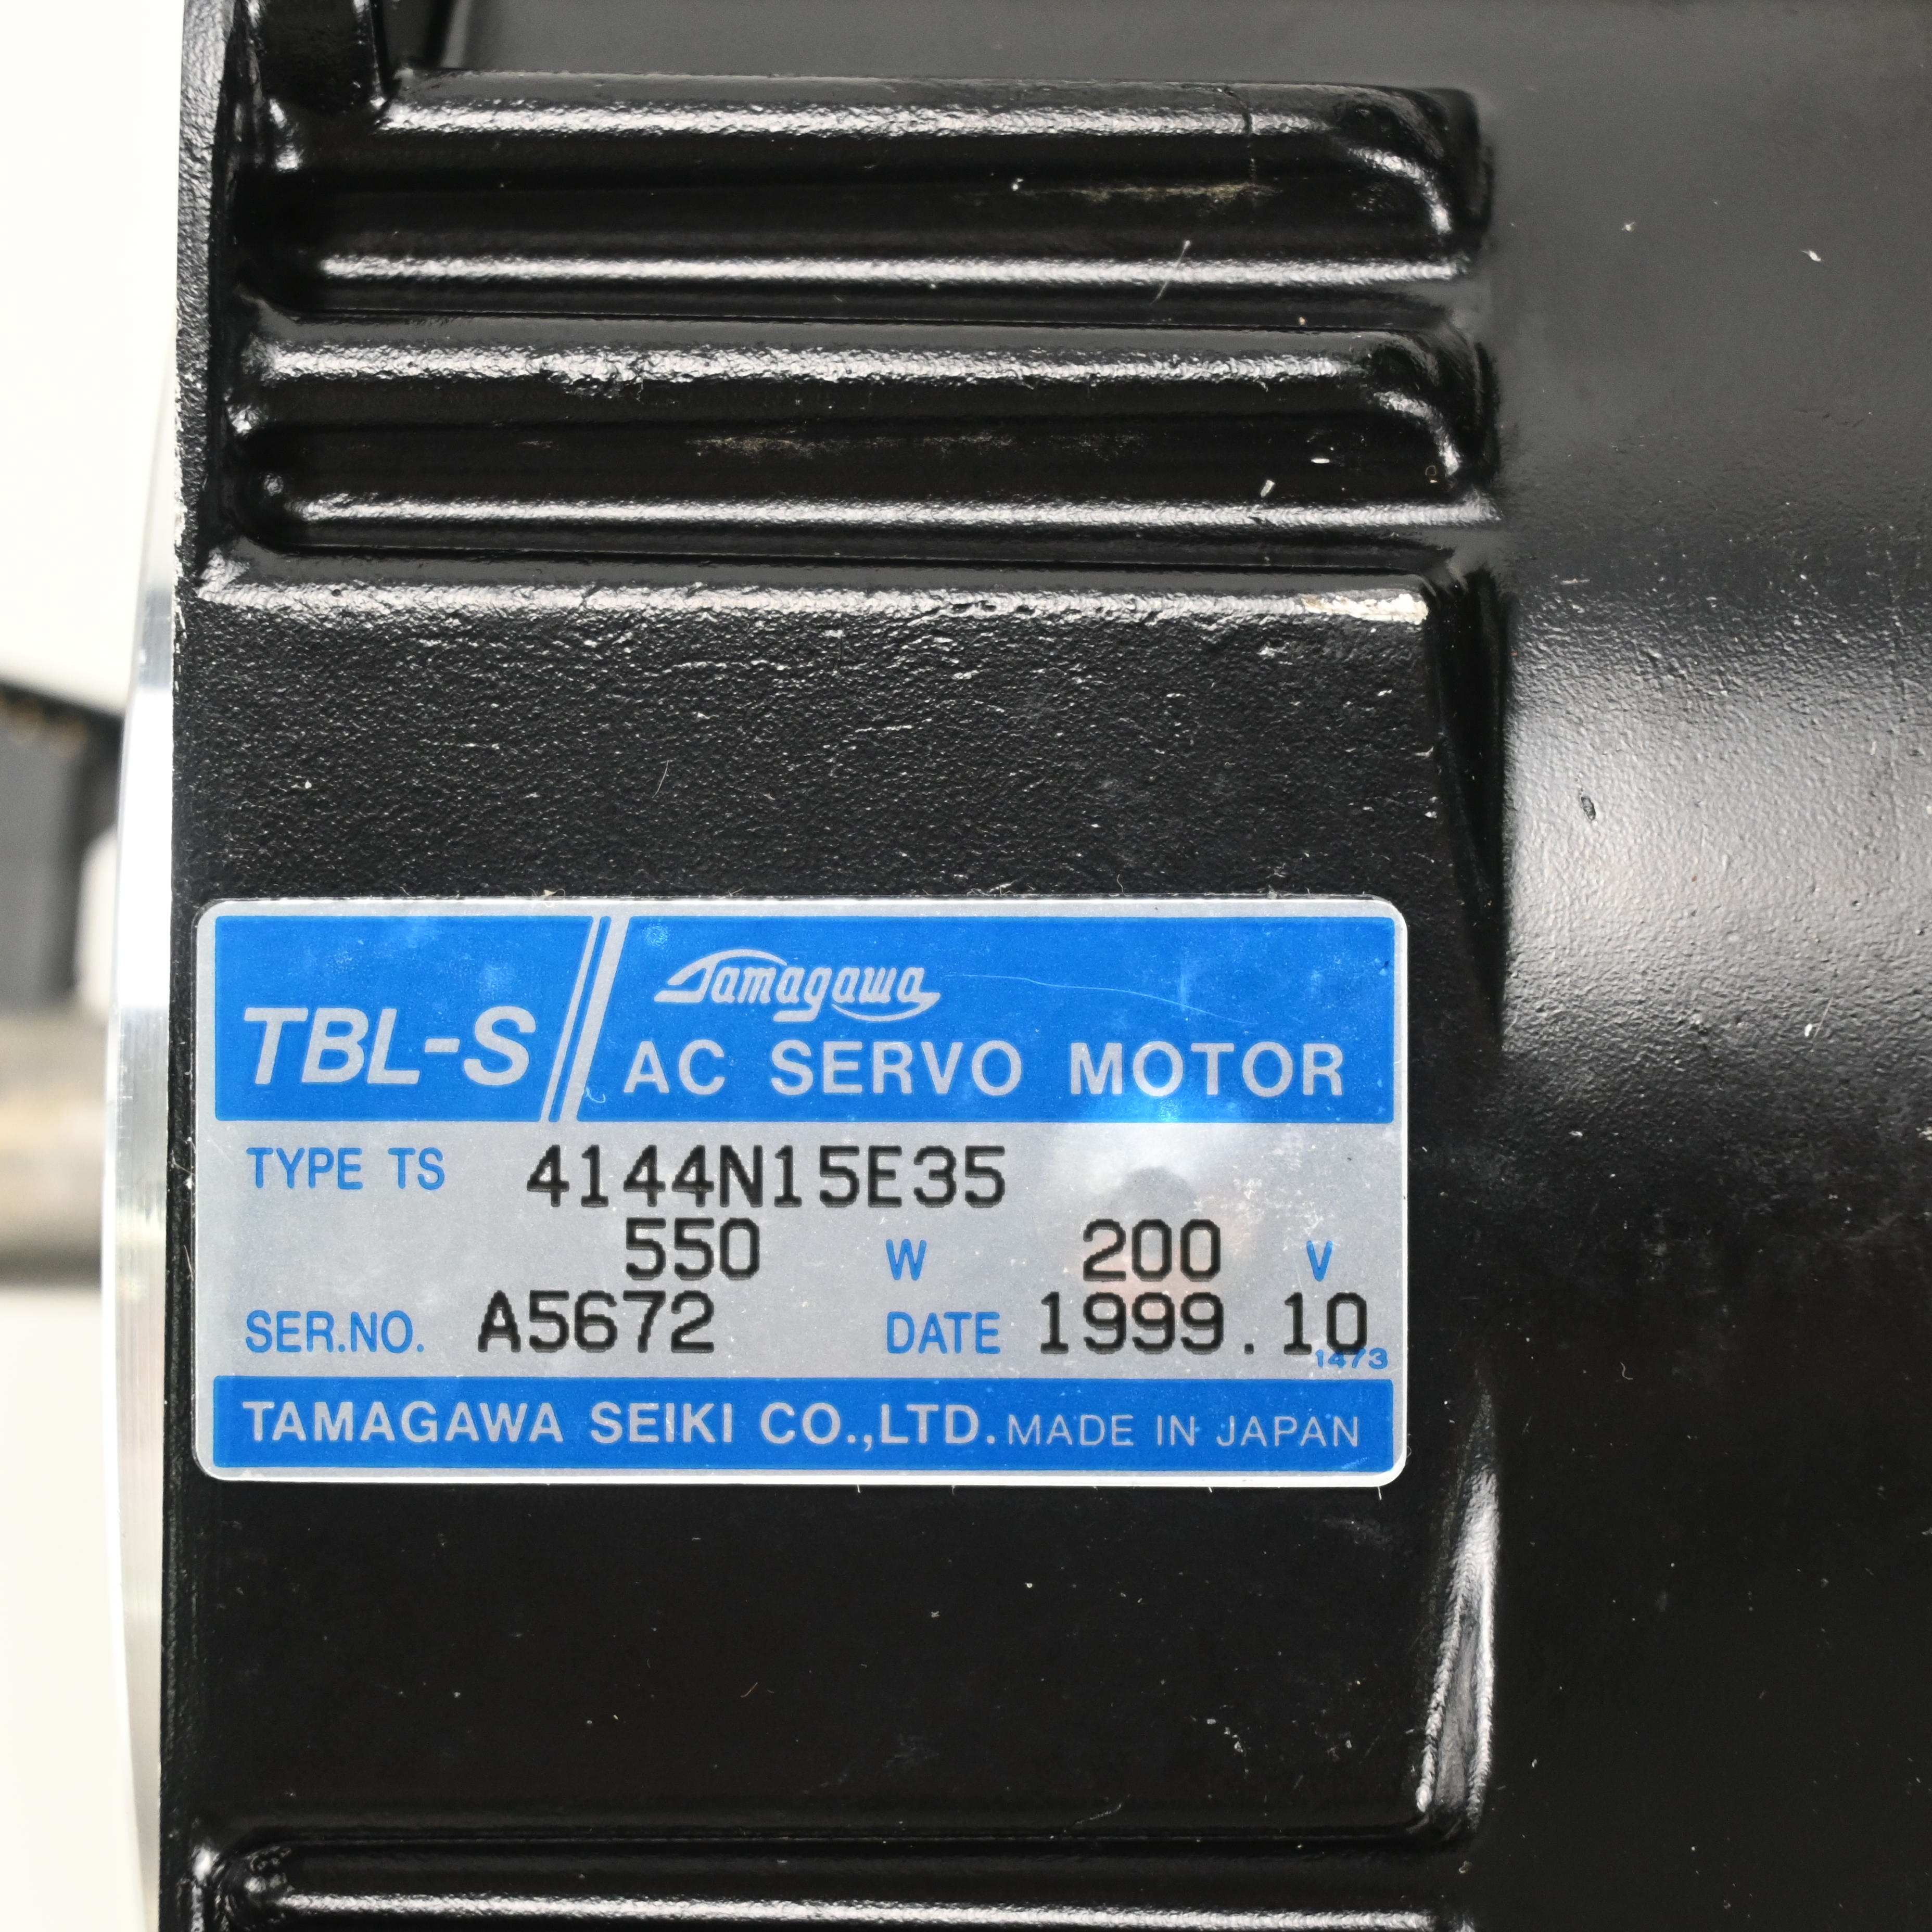 TBL-S
Tamagawa
AC SERVO MOTOR
TYPE TS 4144N15E35
550 W 200 V
SER.NO. A5672 DATE 1999.10
1473
TAMAGAWA SEIKI CO.,LTD. MADE IN JAPAN